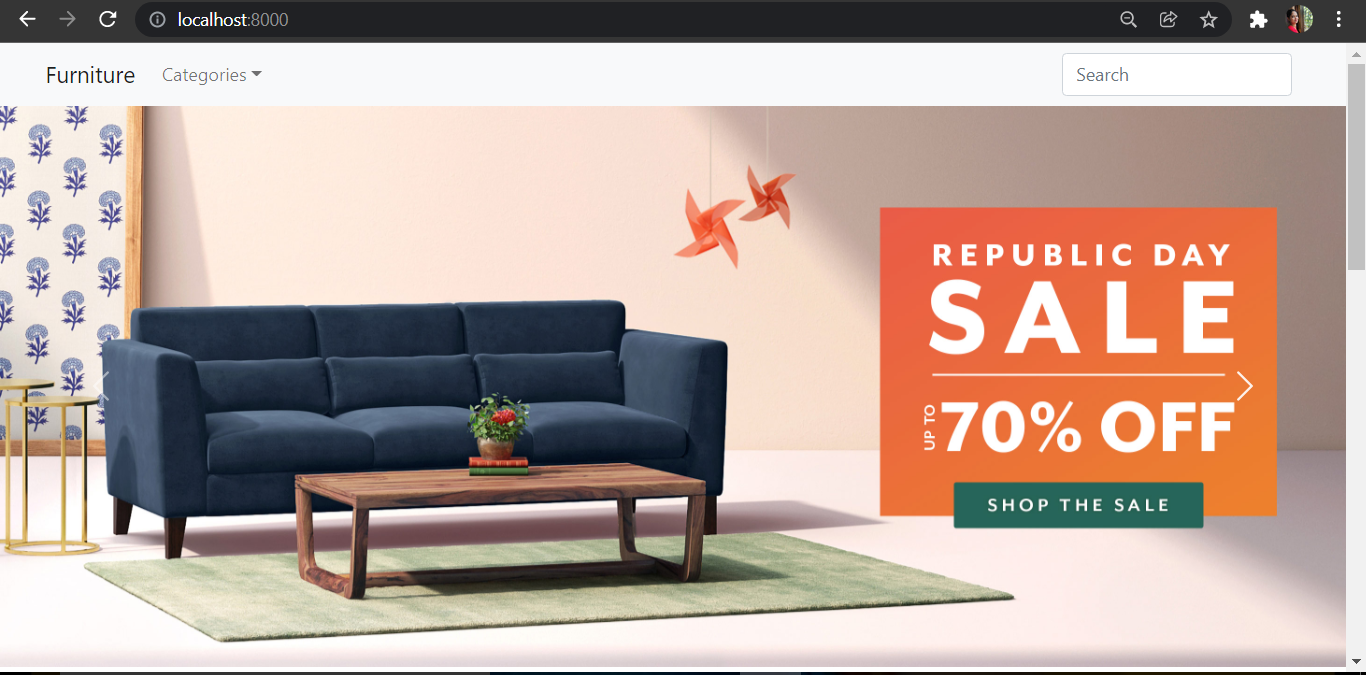 localhost:8000
Furniture Categories Search
REPUBLIC DAY
SALE
UP TO 70% OFF
SHOP THE SALE